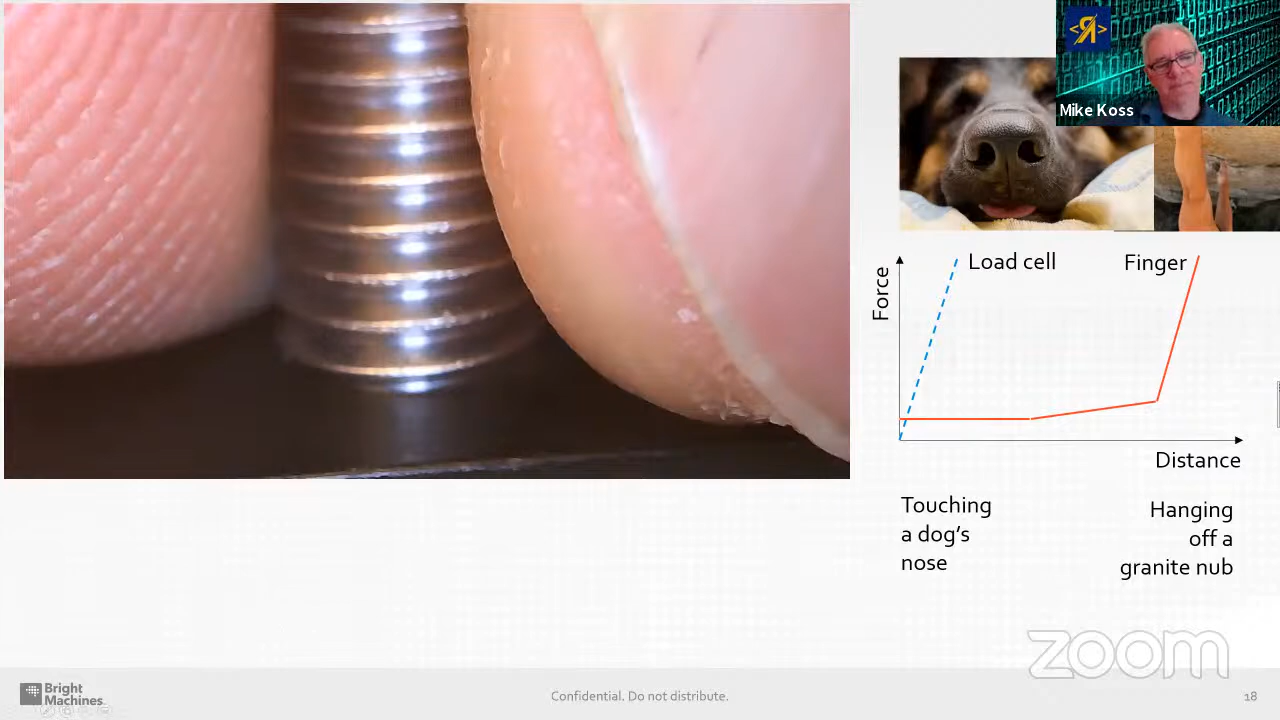 <R>
Mike Koss
Load cell
Finger
Force
Distance
Touching
a dog's
nose
Hanging
off a
granite nub
zoom
Bright
Machines
Confidential. Do not distribute.
18